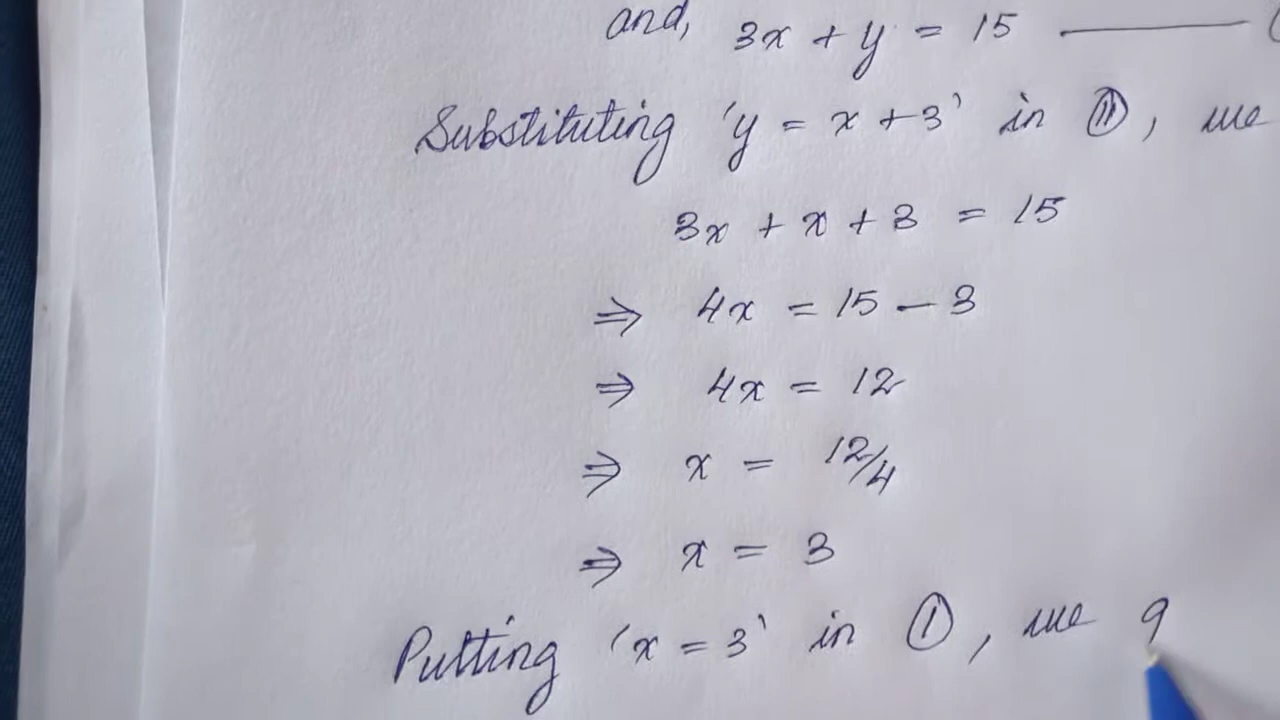 and, 3x + y = 15 ———
Substituting 'y = x + 3' in Ⓘⓘ, we
3x + x + 3 = 15
⇒ 4x = 15 – 3
⇒ 4x = 12
⇒ x = 12/4
⇒ x = 3
Putting 'x = 3' in Ⓘ, we g